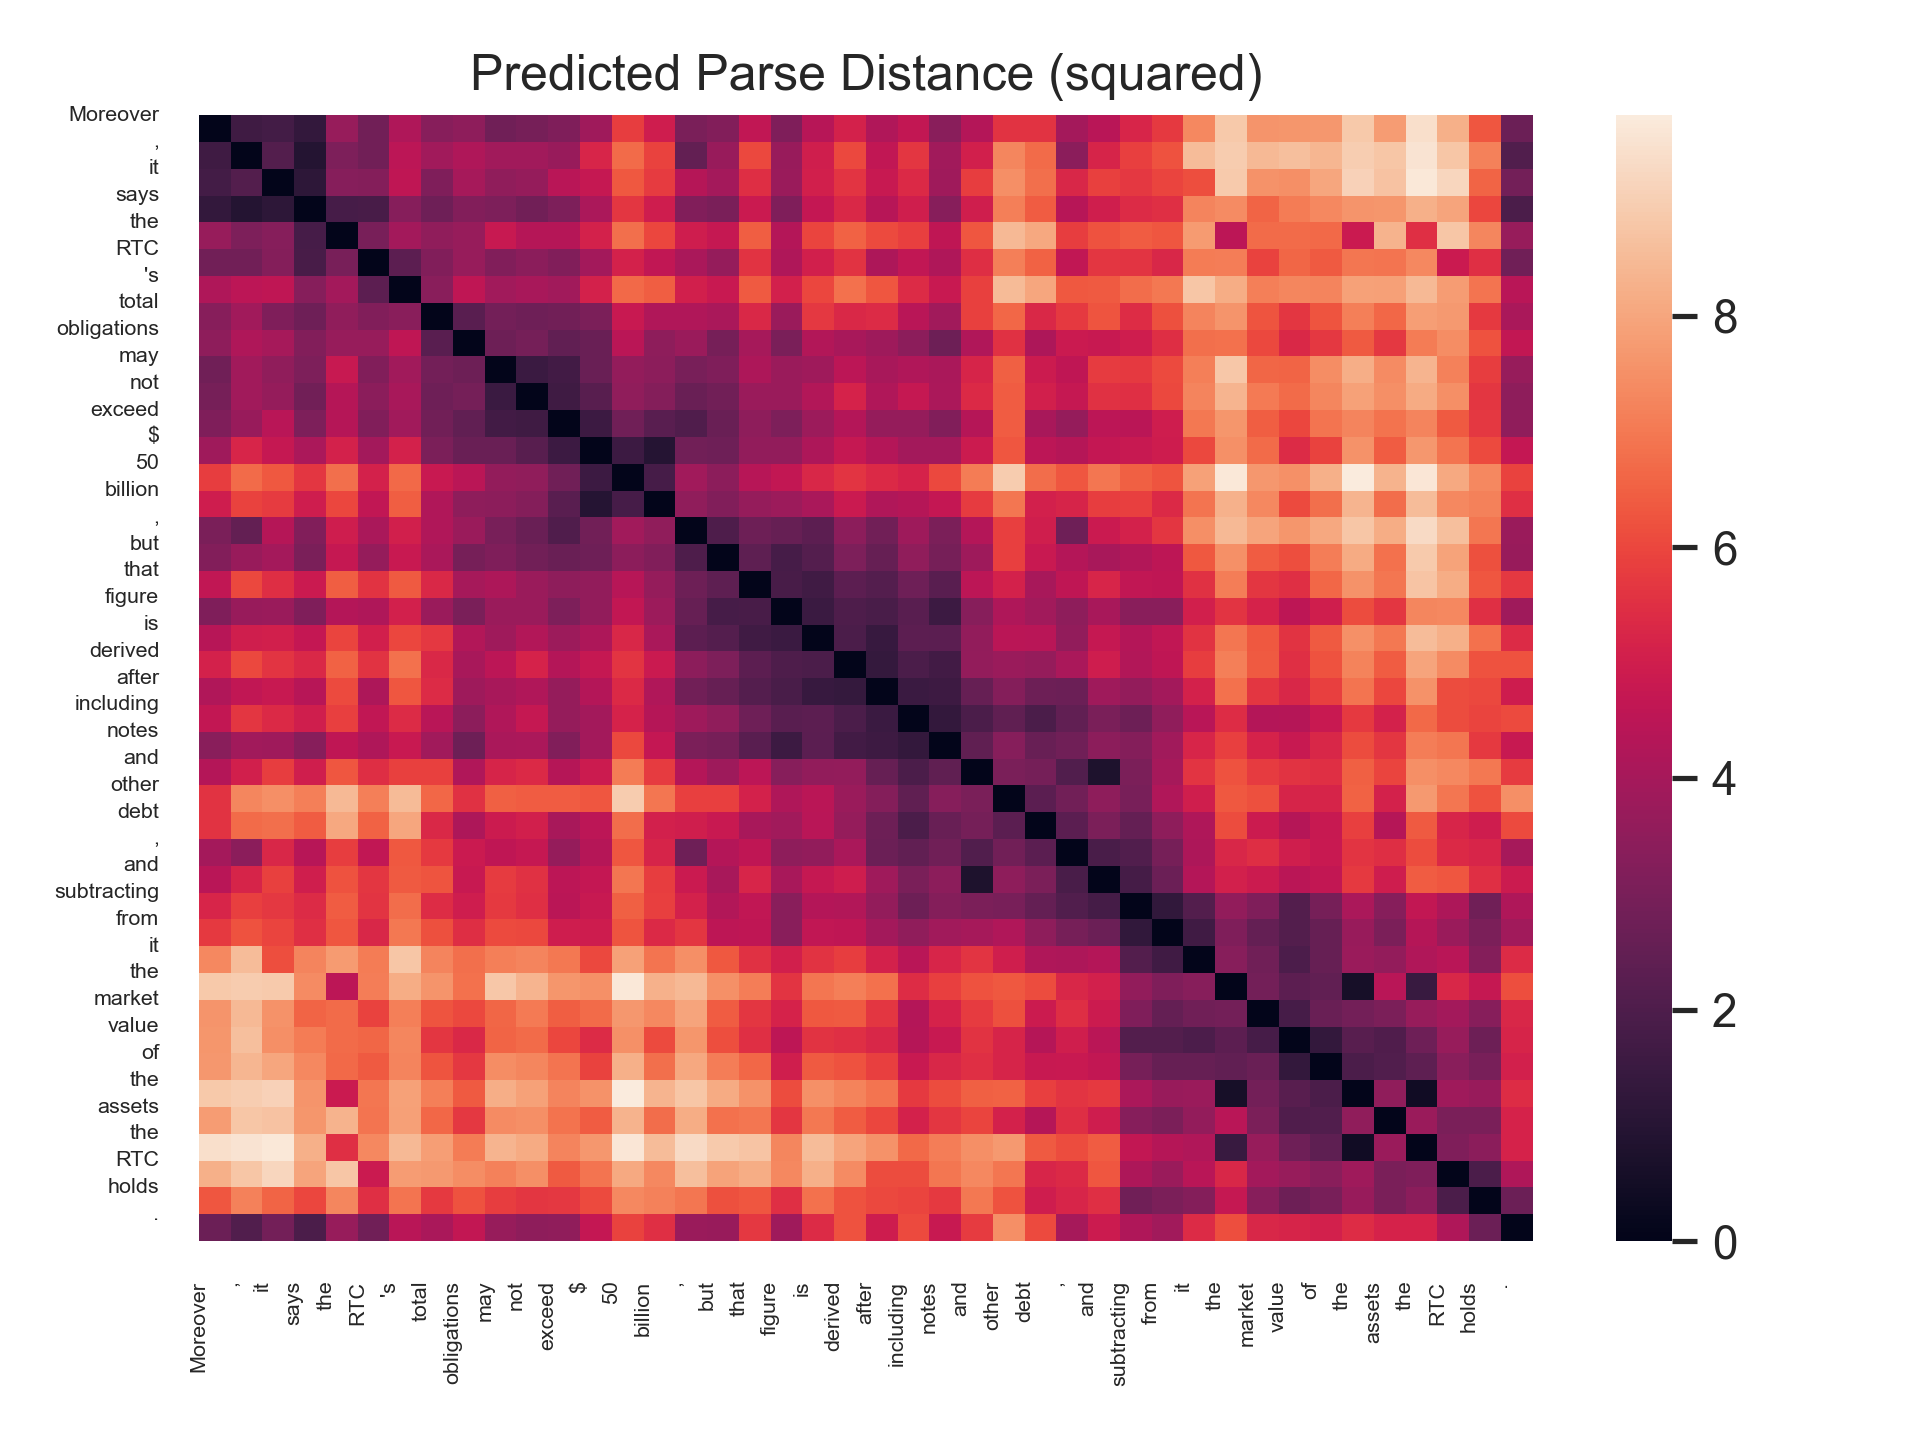 Predicted Parse Distance (squared)
Moreover
,
it
says
the
RTC
's
total
obligations
may
not
exceed
$
50
billion
,
but
that
figure
is
derived
after
including
notes
and
other
debt
,
and
subtracting
from
it
the
market
value
of
the
assets
the
RTC
holds
.
8
6
4
2
0
Moreover
,
it
says
the
RTC
's
total
obligations
may
not
exceed
$
50
billion
,
but
that
figure
is
derived
after
including
notes
and
other
debt
,
and
subtracting
from
it
the
market
value
of
the
assets
the
RTC
holds
.